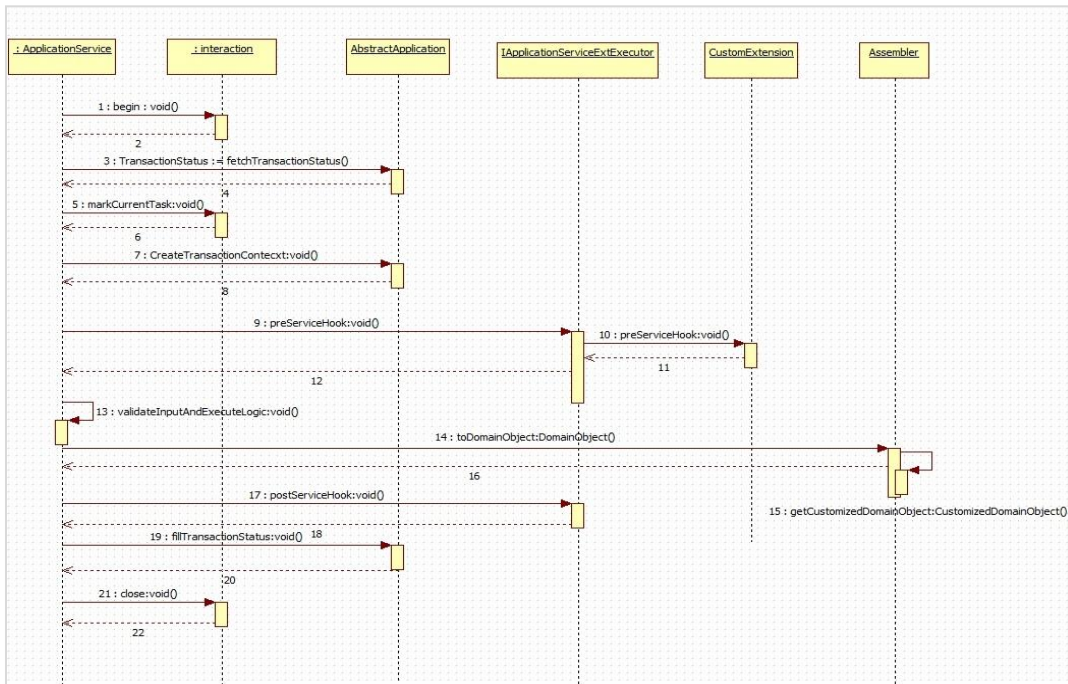 : ApplicationService
: interaction
AbstractApplication
IApplicationServiceExtExecutor
CustomExtension
Assembler
1 : begin : void()
2
3 : TransactionStatus := fetchTransactionStatus()
4
5 : markCurrentTask:void()
6
7 : CreateTransactionContecxt:void()
8
9 : preServiceHook:void()
10 : preServiceHook:void()
11
12
13 : validateInputAndExecuteLogic:void()
14 : toDomainObject:DomainObject()
16
17 : postServiceHook:void()
15 : getCustomizedDomainObject:CustomizedDomainObject()
18
19 : fillTransactionStatus:void()
20
21 : close:void()
22